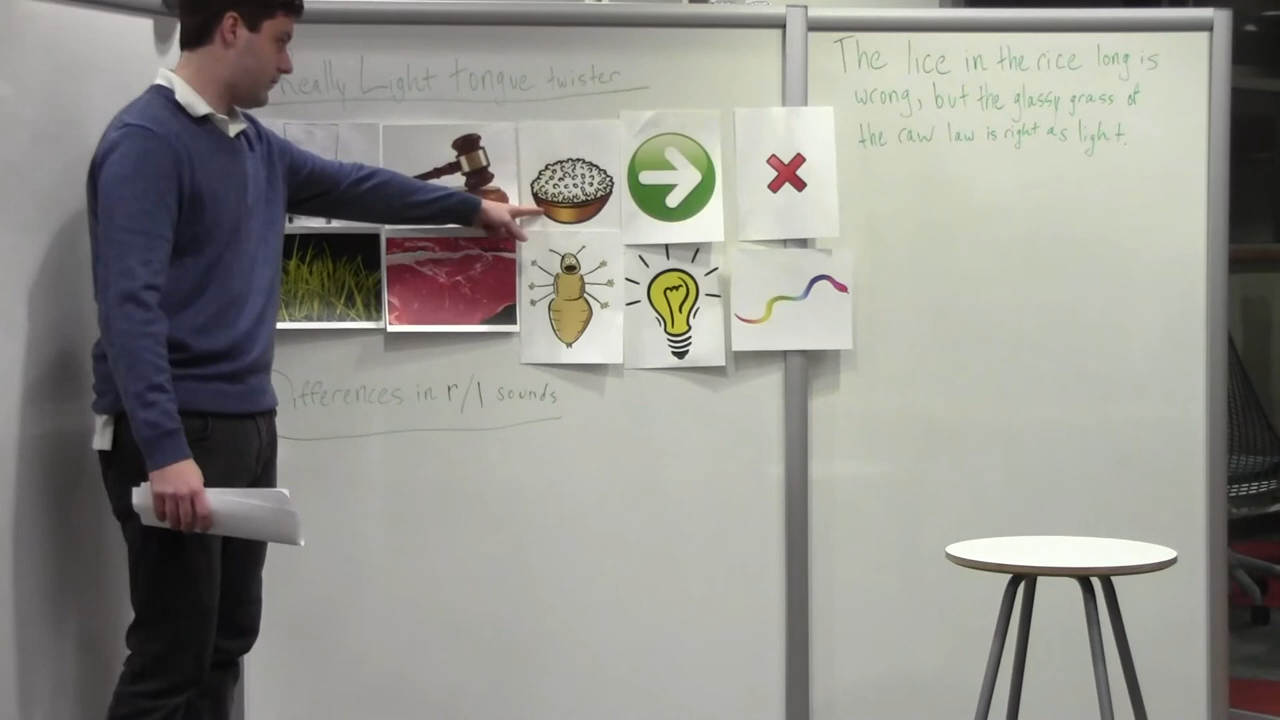 Really Light tongue twister
The lice in the rice long is
wrong, but the glassy grass of
the raw law is right as light.
Differences in r/l sounds